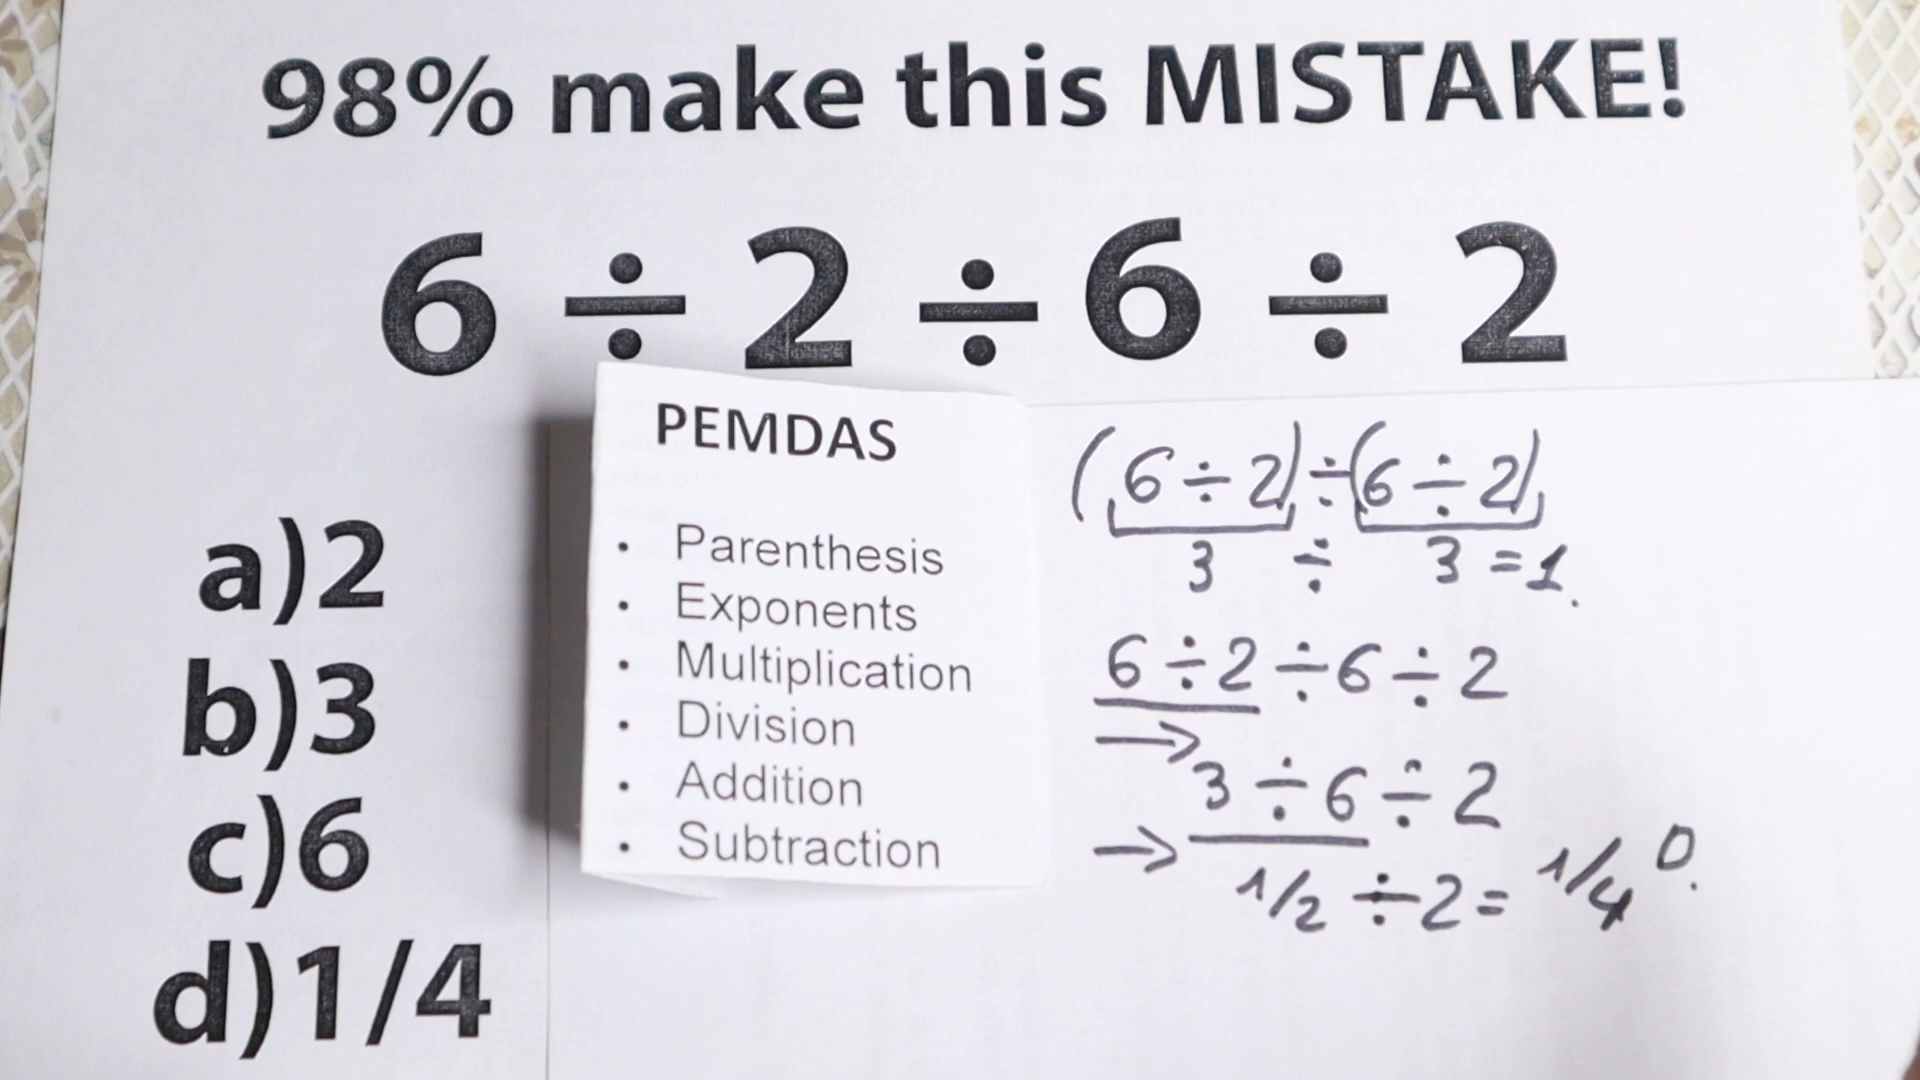 98% make this MISTAKE!
6 ÷ 2 ÷ 6 ÷ 2
a)2
b)3
c)6
d)1/4
PEMDAS
• Parenthesis
• Exponents
• Multiplication
• Division
• Addition
• Subtraction
(6 ÷ 2) ÷ (6 ÷ 2)
3 ÷ 3 = 1.
6 ÷ 2 ÷ 6 ÷ 2
→ 3 ÷ 6 ÷ 2
→ 1/2 ÷ 2 = 1/4 D.